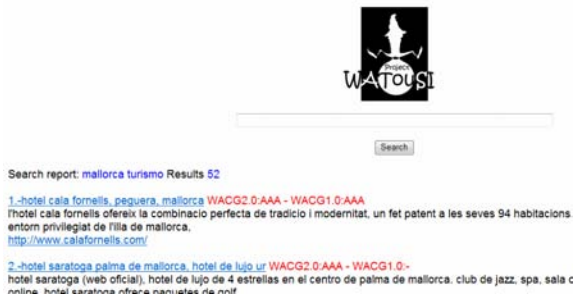 Project
WATOUSI
Search
Search report: mallorca turismo Results 52
1.-hotel cala fornells, peguera, mallorca WACG2.0:AAA - WACG1.0:AAA
l'hotel cala fornells ofereix la combinacio perfecta de tradicio i modernitat, un fet patent a les seves 94 habitacions.
entorn privilegiat de l'illa de mallorca,
http://www.calafornells.com/
2.-hotel saratoga palma de mallorca, hotel de lujo ur WACG2.0:AAA - WACG1.0:-
hotel saratoga (web oficial), hotel de lujo de 4 estrellas en el centro de palma de mallorca. club de jazz, spa, sala
online. hotel saratoga ofrece paquetes de golf